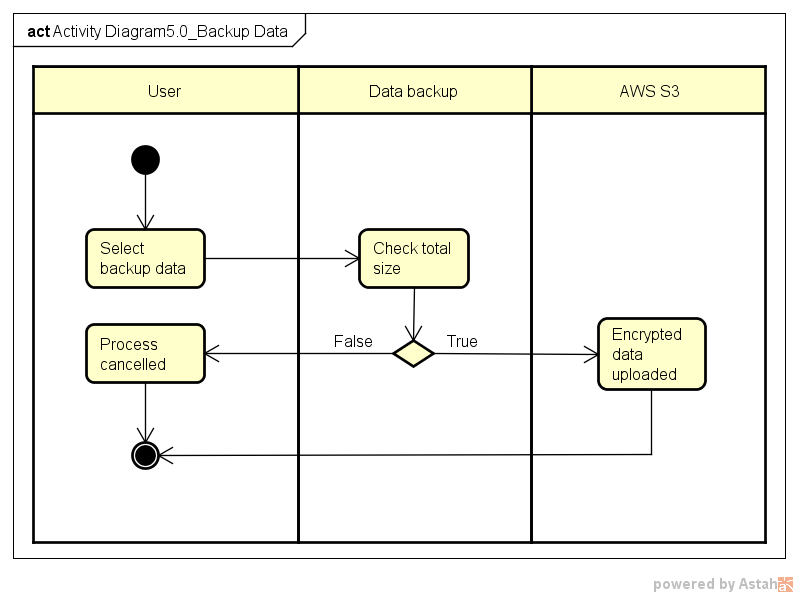 act Activity Diagram5.0_Backup Data
User
Data backup
AWS S3
Select
backup data
Check total
size
False
True
Process
cancelled
Encrypted
data
uploaded
powered by Astah